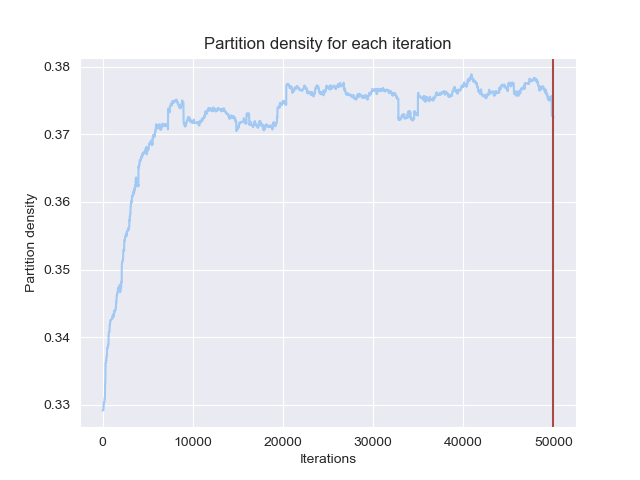 Partition density for each iteration
Partition density
0.38
0.37
0.36
0.35
0.34
0.33
0 10000 20000 30000 40000 50000
Iterations